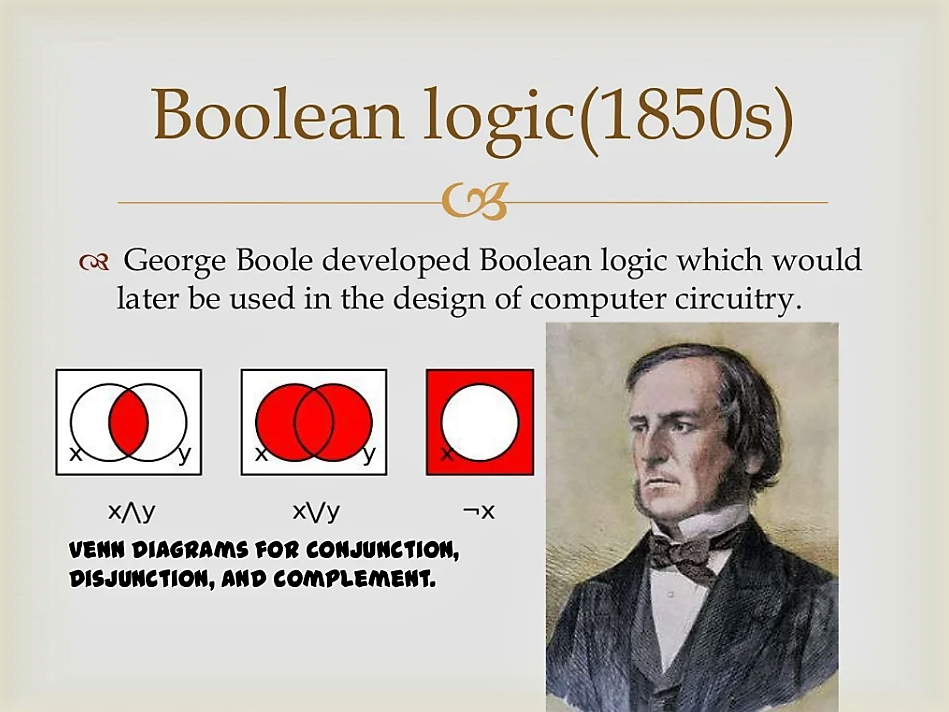 Boolean logic(1850s)
George Boole developed Boolean logic which would
later be used in the design of computer circuitry.
x y x y x
x⋀y x⋁y ¬x
VENN DIAGRAMS FOR CONJUNCTION,
DISJUNCTION, AND COMPLEMENT.